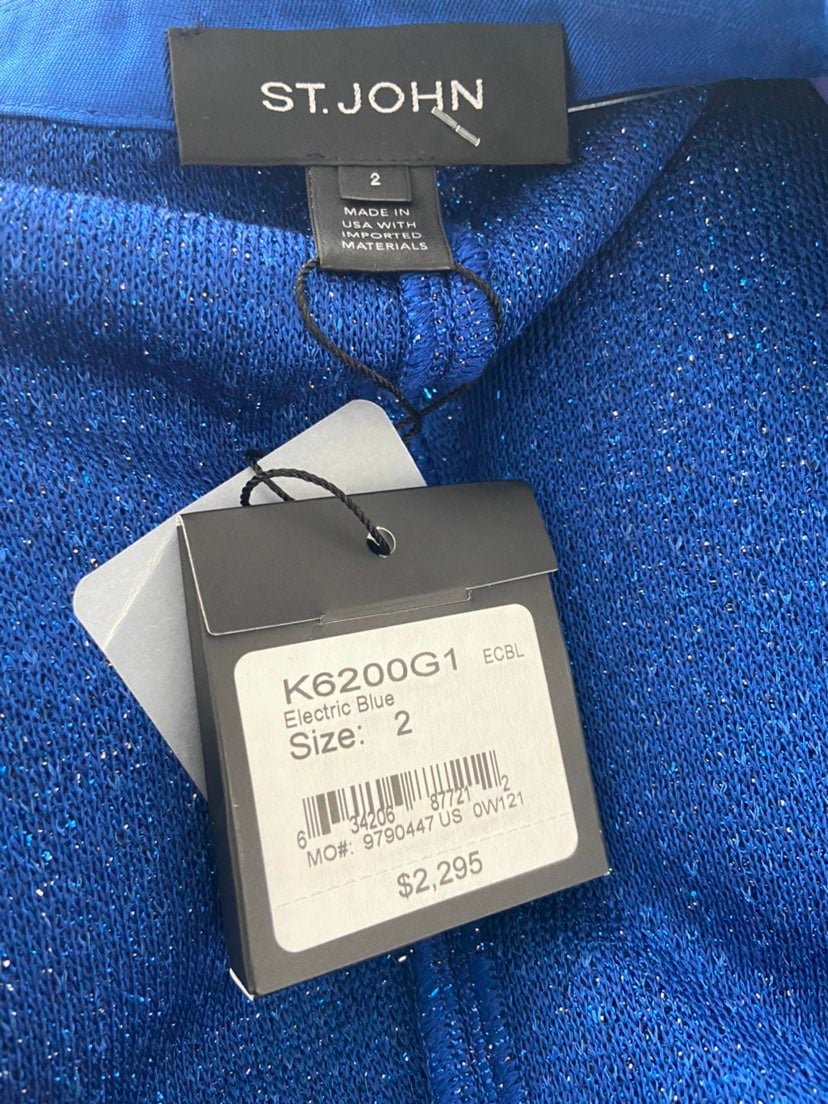 ST. JOHN
2
MADE IN
USA WITH
IMPORTED
MATERIALS
K6200G1 ECBL
Electric Blue
Size: 2
6 34206 87721 2
MO#: 9790447 US 0W121
$2,295